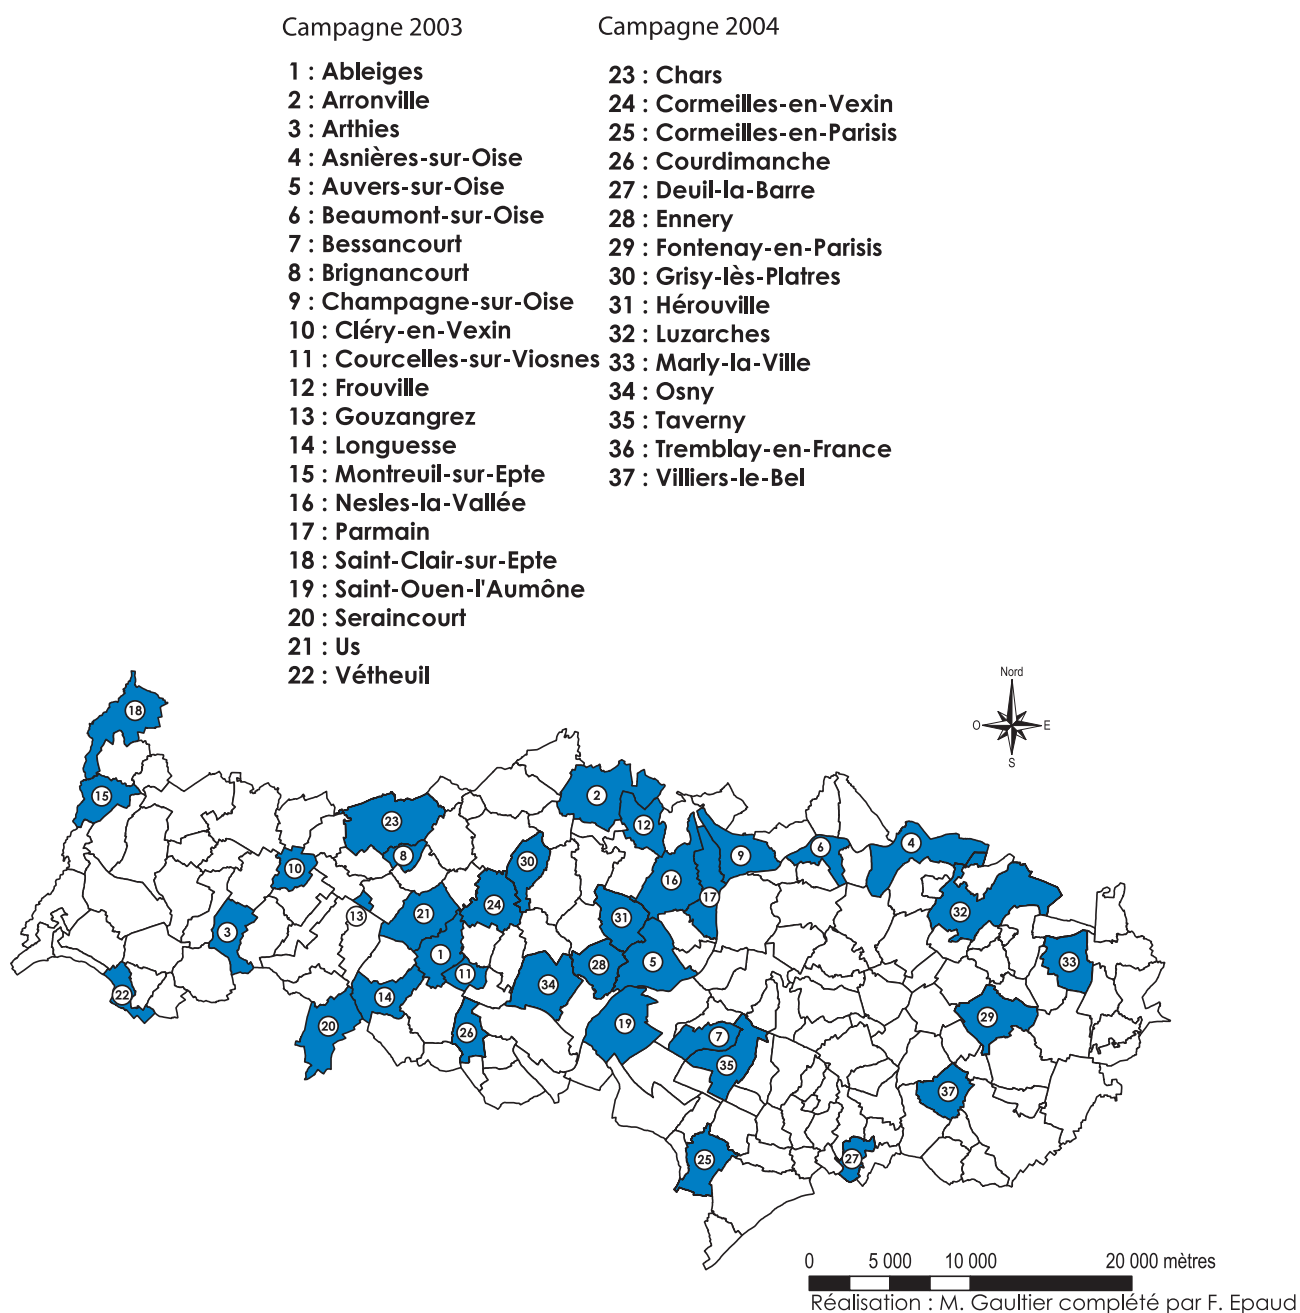 Campagne 2003
1 : Ableiges
2 : Arronville
3 : Arthies
4 : Asnières-sur-Oise
5 : Auvers-sur-Oise
6 : Beaumont-sur-Oise
7 : Bessancourt
8 : Brignancourt
9 : Champagne-sur-Oise
10 : Cléry-en-Vexin
11 : Courcelles-sur-Viosnes
12 : Frouville
13 : Gouzangrez
14 : Longuesse
15 : Montreuil-sur-Epte
16 : Nesles-la-Vallée
17 : Parmain
18 : Saint-Clair-sur-Epte
19 : Saint-Ouen-l'Aumône
20 : Seraincourt
21 : Us
22 : Vétheuil
Campagne 2004
23 : Chars
24 : Cormeilles-en-Vexin
25 : Cormeilles-en-Parisis
26 : Courdimanche
27 : Deuil-la-Barre
28 : Ennery
29 : Fontenay-en-Parisis
30 : Grisy-lès-Platres
31 : Hérouville
32 : Luzarches
33 : Marly-la-Ville
34 : Osny
35 : Taverny
36 : Tremblay-en-France
37 : Villiers-le-Bel
Nord
O E
S
18
15
2
23
12
6
4
8
9
10
30
16
17
24
21
13
31
32
3
1
5
11
28
33
34
14
22
29
19
20
26
7
35
37
25
27
0 5 000 10 000 20 000 mètres
Réalisation : M. Gaultier complété par F. Epaud